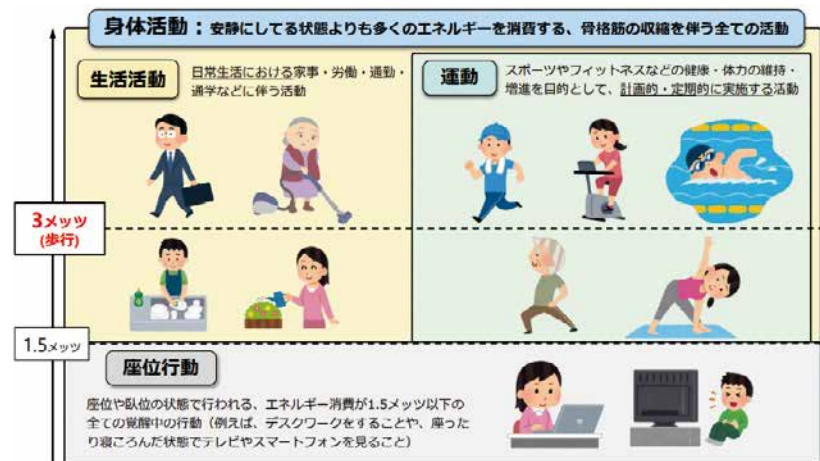 身体活動：安静にしてる状態よりも多くのエネルギーを消費する、骨格筋の収縮を伴う全ての活動
生活活動
日常生活における家事・労働・通勤・
通学などに伴う活動
運動
スポーツやフィットネスなどの健康・体力の維持・
増進を目的として、計画的・定期的に実施する活動
3メッツ
(歩行)
1.5メッツ
座位行動
座位や臥位の状態で行われる、エネルギー消費が1.5メッツ以下の
全ての覚醒中の行動（例えば、デスクワークをすることや、座った
り寝ころんだ状態でテレビやスマートフォンを見ること）